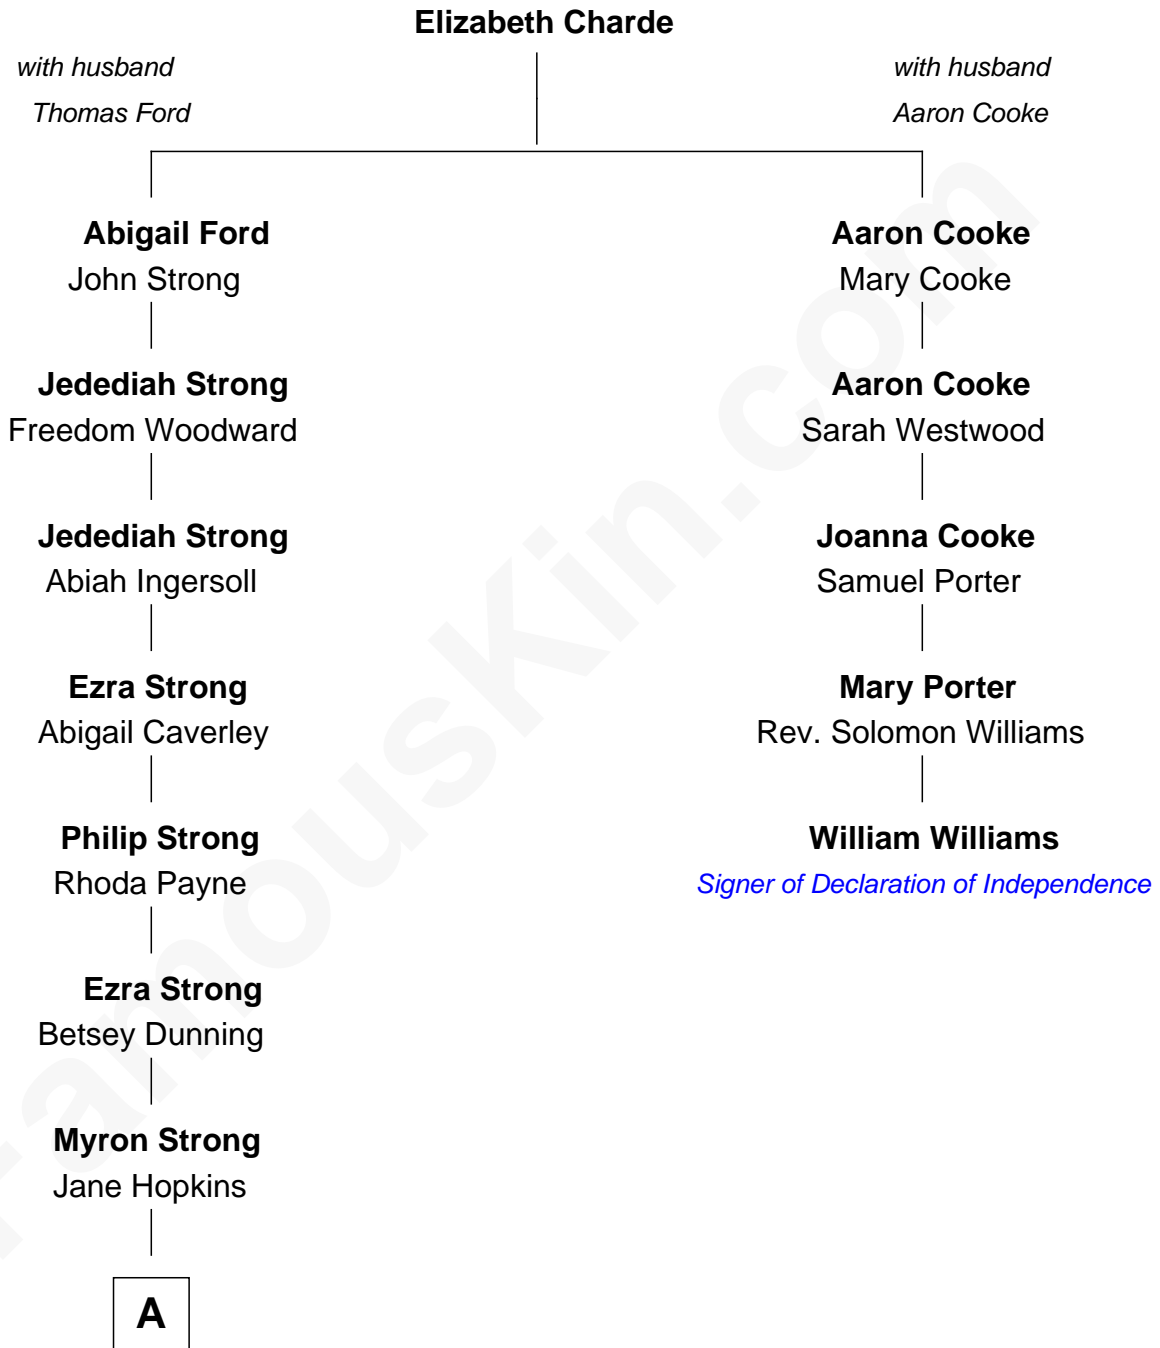 Elizabeth Charde
with husband
Thomas Ford
with husband
Aaron Cooke
Abigail Ford
John Strong
Jedediah Strong
Freedom Woodward
Jedediah Strong
Abiah Ingersoll
Ezra Strong
Abigail Caverley
Philip Strong
Rhoda Payne
Ezra Strong
Betsey Dunning
Myron Strong
Jane Hopkins
A
Aaron Cooke
Mary Cooke
Aaron Cooke
Sarah Westwood
Joanna Cooke
Samuel Porter
Mary Porter
Rev. Solomon Williams
William Williams
Signer of Declaration of Independence
FamousKin.com